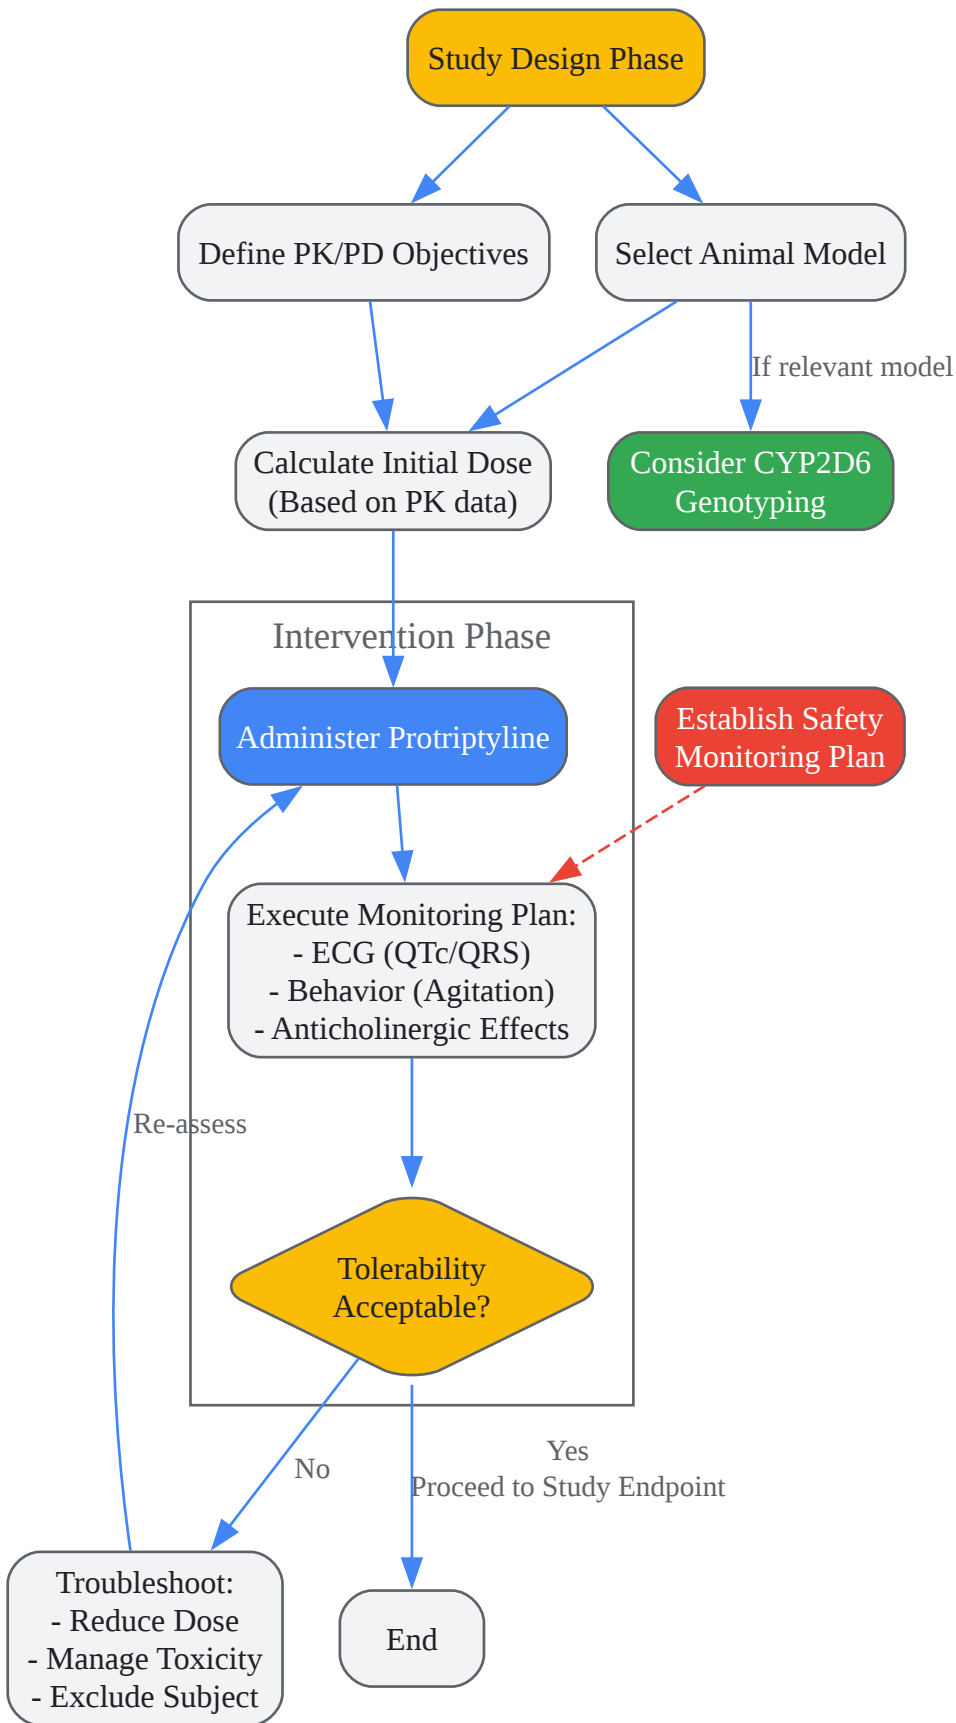 Study Design Phase
Define PK/PD Objectives
Select Animal Model
If relevant model
Calculate Initial Dose
(Based on PK data)
Consider CYP2D6
Genotyping
Intervention Phase
Administer Protriptyline
Establish Safety
Monitoring Plan
Execute Monitoring Plan:
- ECG (QTc/QRS)
- Behavior (Agitation)
- Anticholinergic Effects
Re-assess
Tolerability
Acceptable?
No
Yes
Proceed to Study Endpoint
Troubleshoot:
- Reduce Dose
- Manage Toxicity
- Exclude Subject
End